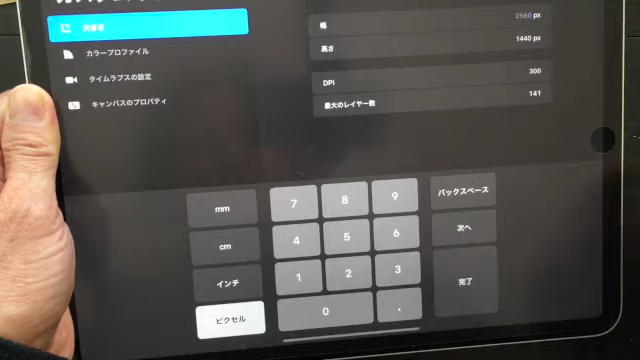 幅 2560 px
高さ 1440 px
カラープロファイル
DPI 300
タイムラプスの設定
最大のレイヤー数 141
キャンバスのプロパティ
mm 7 8 9 バックスペース
cm 4 5 6 次へ
インチ 1 2 3 完了
ピクセル 0 .